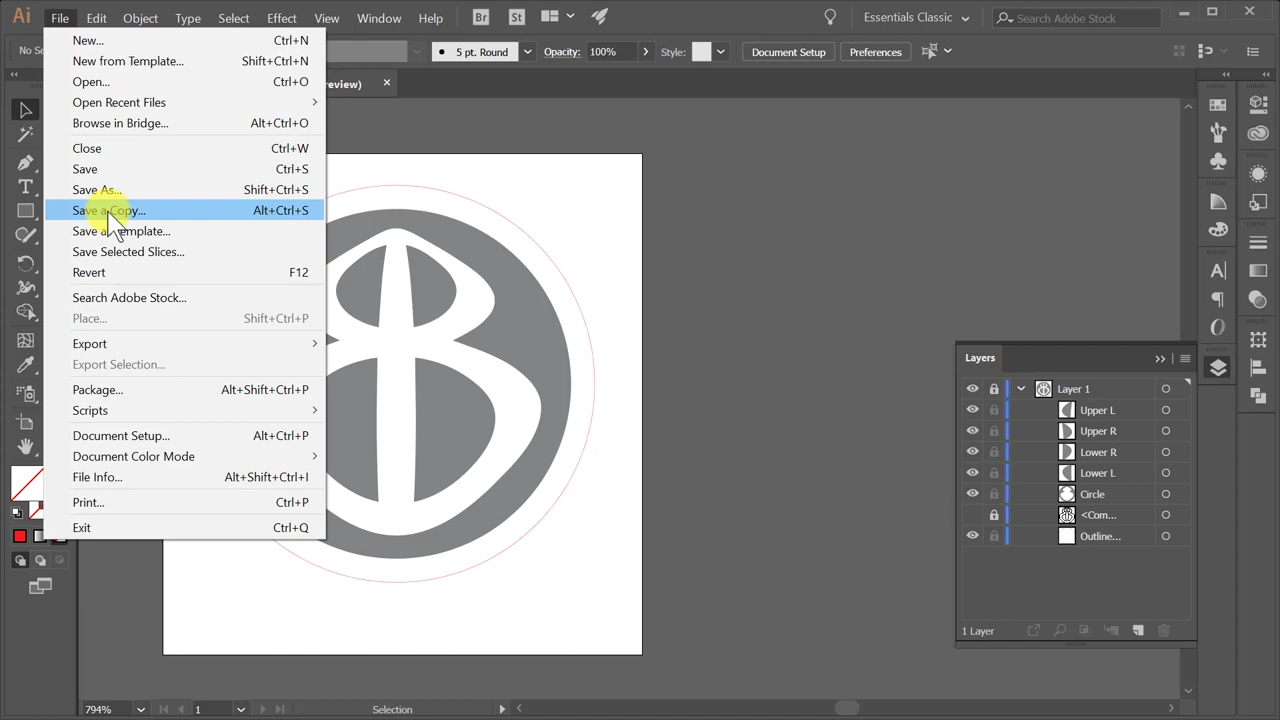 Ai File Edit Object Type Select Effect View Window Help Br St Essentials Classic Search Adobe Stock
No Se 5 pt. Round Opacity: 100% Style: Document Setup Preferences
review)
New... Ctrl+N
New from Template... Shift+Ctrl+N
Open... Ctrl+O
Open Recent Files
Browse in Bridge... Alt+Ctrl+O
Close Ctrl+W
Save Ctrl+S
Save As... Shift+Ctrl+S
Save a Copy... Alt+Ctrl+S
Save a Template...
Save Selected Slices...
Revert F12
Search Adobe Stock...
Place... Shift+Ctrl+P
Export
Export Selection...
Package... Alt+Shift+Ctrl+P
Scripts
Document Setup... Alt+Ctrl+P
Document Color Mode
File Info... Alt+Shift+Ctrl+I
Print... Ctrl+P
Exit Ctrl+Q
Layers
Layer 1
Upper L
Upper R
Lower R
Lower L
Circle
<Com...
Outline...
1 Layer
794% 1 Selection